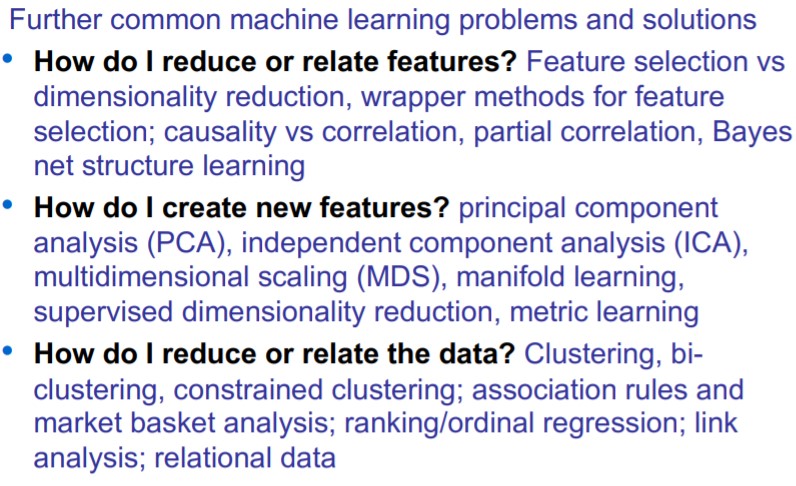 Further common machine learning problems and solutions
• How do I reduce or relate features? Feature selection vs
dimensionality reduction, wrapper methods for feature
selection; causality vs correlation, partial correlation, Bayes
net structure learning
• How do I create new features? principal component
analysis (PCA), independent component analysis (ICA),
multidimensional scaling (MDS), manifold learning,
supervised dimensionality reduction, metric learning
• How do I reduce or relate the data? Clustering, bi-
clustering, constrained clustering; association rules and
market basket analysis; ranking/ordinal regression; link
analysis; relational data